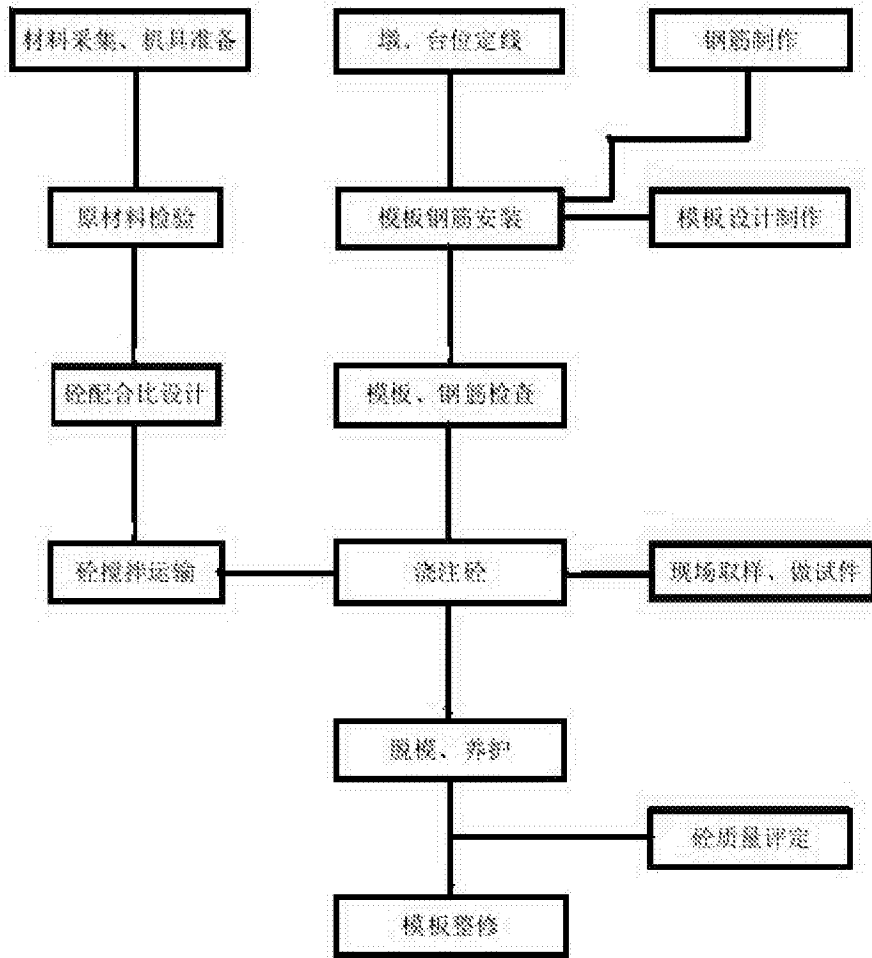 材料采集、机具准备
墩、台位定线
钢筋制作
原材料检验
模板钢筋安装
模板设计制作
砼配合比设计
模板、钢筋检查
砼搅拌运输
浇注砼
现场取样、做试件
脱模、养护
砼质量评定
模板整修